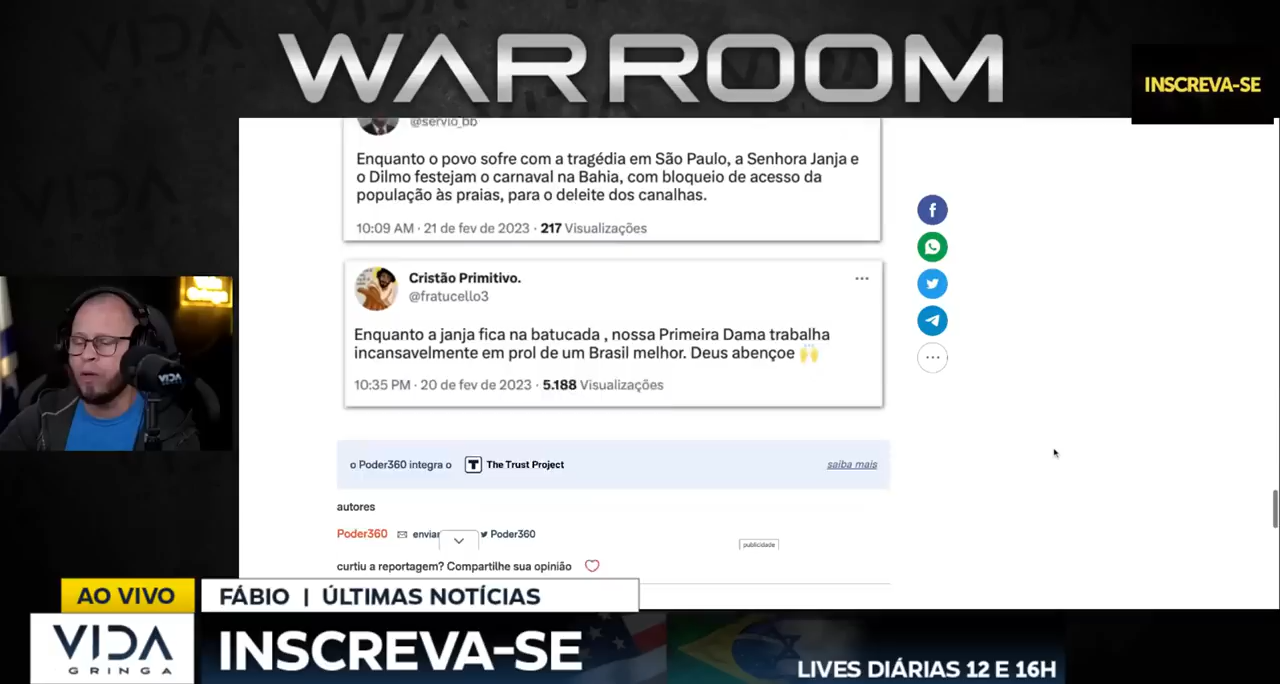 WAR ROOM
INSCREVA-SE
@servio_bb
Enquanto o povo sofre com a tragédia em São Paulo, a Senhora Janja e
o Dilmo festejam o carnaval na Bahia, com bloqueio de acesso da
população às praias, para o deleite dos canalhas.
10:09 AM · 21 de fev de 2023 · 217 Visualizações
Cristão Primitivo.
@fratucello3
Enquanto a janja fica na batucada , nossa Primeira Dama trabalha
incansavelmente em prol de um Brasil melhor. Deus abençoe 🙌
10:35 PM · 20 de fev de 2023 · 5.188 Visualizações
o Poder360 integra o T The Trust Project saiba mais
autores
Poder360 enviar Poder360
publicidade
curtiu a reportagem? Compartilhe sua opinião
VIDA
AO VIVO
FÁBIO | ÚLTIMAS NOTÍCIAS
VIDA
GRINGA
INSCREVA-SE
LIVES DIÁRIAS 12 E 16H